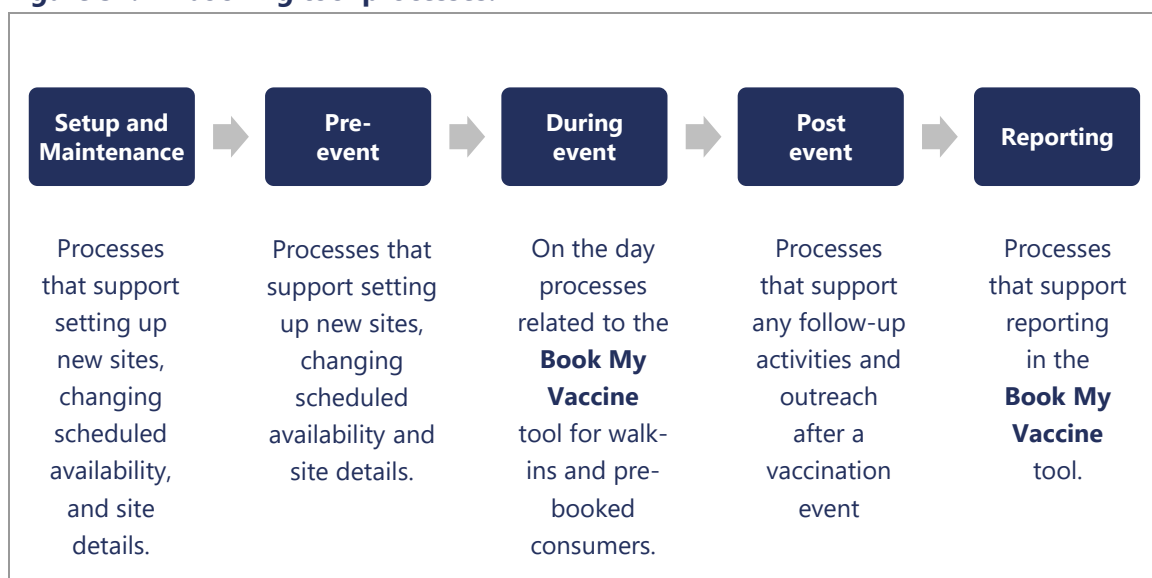 Setup and
Maintenance
Pre-
event
During
event
Post
event
Reporting
Processes
that support
setting up
new sites,
changing
scheduled
availability,
and site
details.
Processes that
support setting
up new sites,
changing
scheduled
availability and
site details.
On the day
processes
related to the
Book My
Vaccine
tool for walk-
ins and pre-
booked
consumers.
Processes
that support
any follow-up
activities and
outreach
after a
vaccination
event
Processes
that support
reporting
in the
Book My
Vaccine
tool.